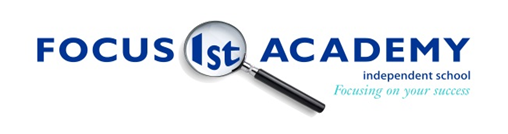 FOCUS 1st ACADEMY
independent school
Focusing on your success